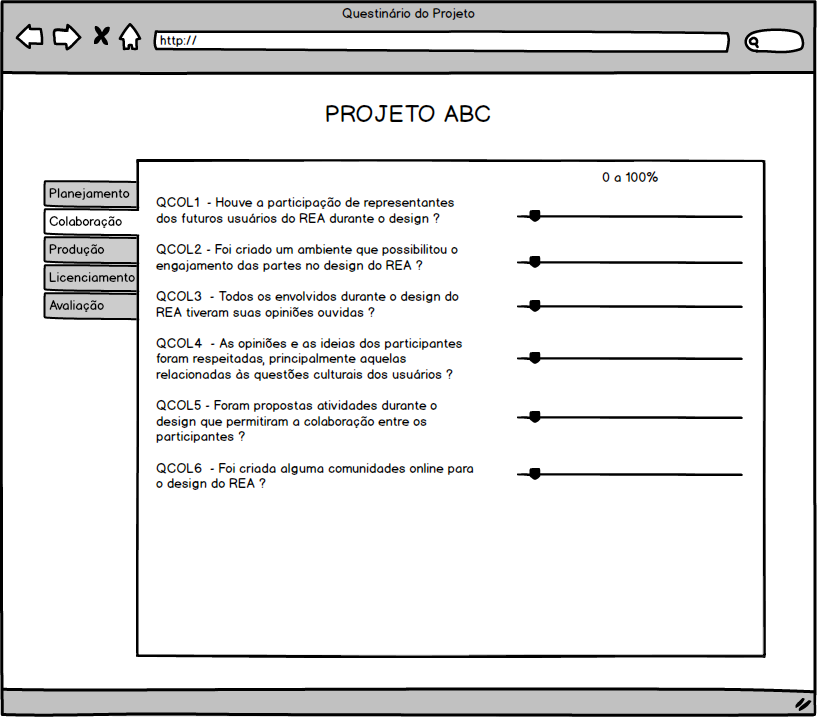 Questinário do Projeto
http://
PROJETO ABC
Planejamento
Colaboração
Produção
Licenciamento
Avaliação
0 a 100%
QCOL1 - Houve a participação de representantes
dos futuros usuários do REA durante o design ?
QCOL2 - Foi criado um ambiente que possibilitou o
engajamento das partes no design do REA ?
QCOL3 - Todos os envolvidos durante o design do
REA tiveram suas opiniões ouvidas ?
QCOL4 - As opiniões e as ideias dos participantes
foram respeitadas, principalmente aquelas
relacionadas às questões culturais dos usuários ?
QCOL5 - Foram propostas atividades durante o
design que permitiram a colaboração entre os
participantes ?
QCOL6 - Foi criada alguma comunidades online para
o design do REA ?